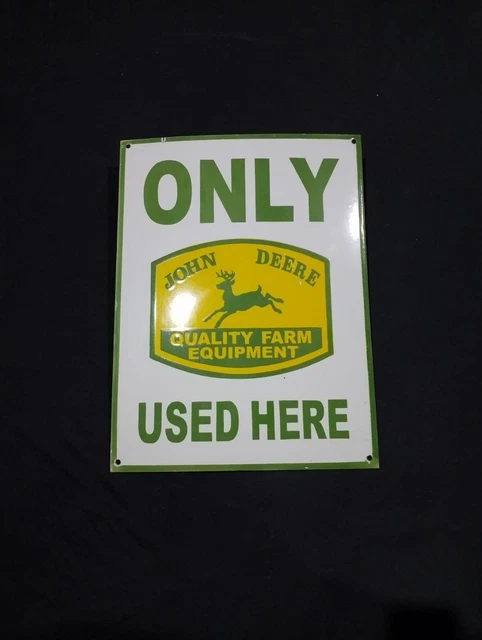 ONLY
JOHN DEERE
QUALITY FARM
EQUIPMENT
USED HERE